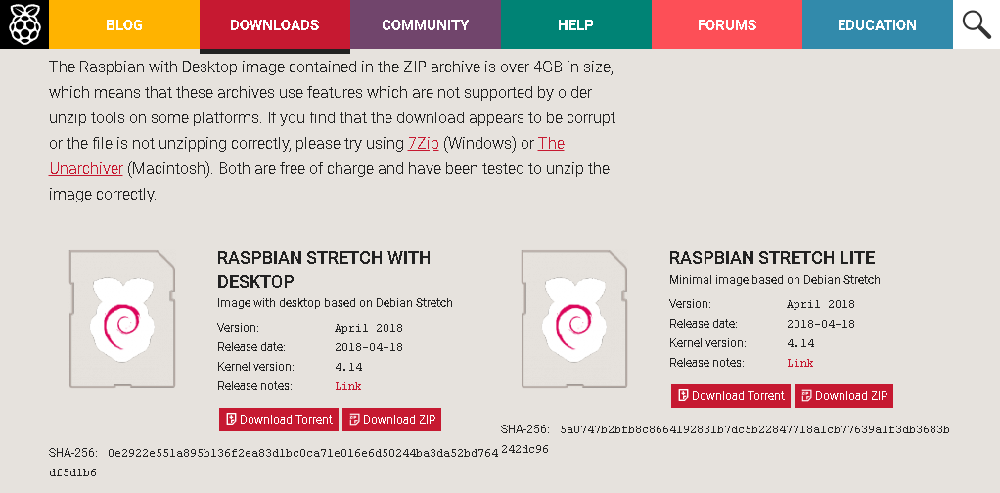 BLOG
DOWNLOADS
COMMUNITY
HELP
FORUMS
EDUCATION
The Raspbian with Desktop image contained in the ZIP archive is over 4GB in size,
which means that these archives use features which are not supported by older
unzip tools on some platforms. If you find that the download appears to be corrupt
or the file is not unzipping correctly, please try using 7Zip (Windows) or The
Unarchiver (Macintosh). Both are free of charge and have been tested to unzip the
image correctly.
RASPBIAN STRETCH WITH
DESKTOP
Image with desktop based on Debian Stretch
Version: April 2018
Release date: 2018-04-18
Kernel version: 4.14
Release notes: Link
Download Torrent
Download ZIP
SHA-256: 0e2922e551a895b136f2ea83d1bc0ca71e016e6d50244ba3da52bd764
df5d1b6
RASPBIAN STRETCH LITE
Minimal image based on Debian Stretch
Version: April 2018
Release date: 2018-04-18
Kernel version: 4.14
Release notes: Link
Download Torrent
Download ZIP
SHA-256: 5a0747b2bfb8c8664192831b7dc5b22847718a1cb77639a1f3db3683b
242dc96